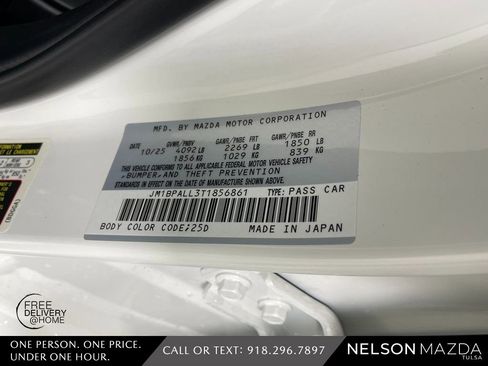 MFD. BY MAZDA MOTOR CORPORATION
DATE GVWR/PNBV GAWR/PNBE FRT GAWR/PNBE RR
10/25 4092 LB 2269 LB 1850 LB
1856 KG 1029 KG 839 KG
THIS VEHICLE CONFORMS TO ALL APPLICABLE FEDERAL MOTOR VEHICLE SAFETY
, BUMPER, AND THEFT PREVENTION
STANDARDS IN EFFECT ON THE DATE OF MANUFACTURE SHOWN ABOVE.
JM1BPALL3T1856861 TYPE: PASS CAR
BODY COLOR CODE;25D MADE IN JAPAN
FREE
DELIVERY
@HOME
ONE PERSON. ONE PRICE.
UNDER ONE HOUR.
CALL OR TEXT: 918.296.7897
NELSON MAZDA
TULSA